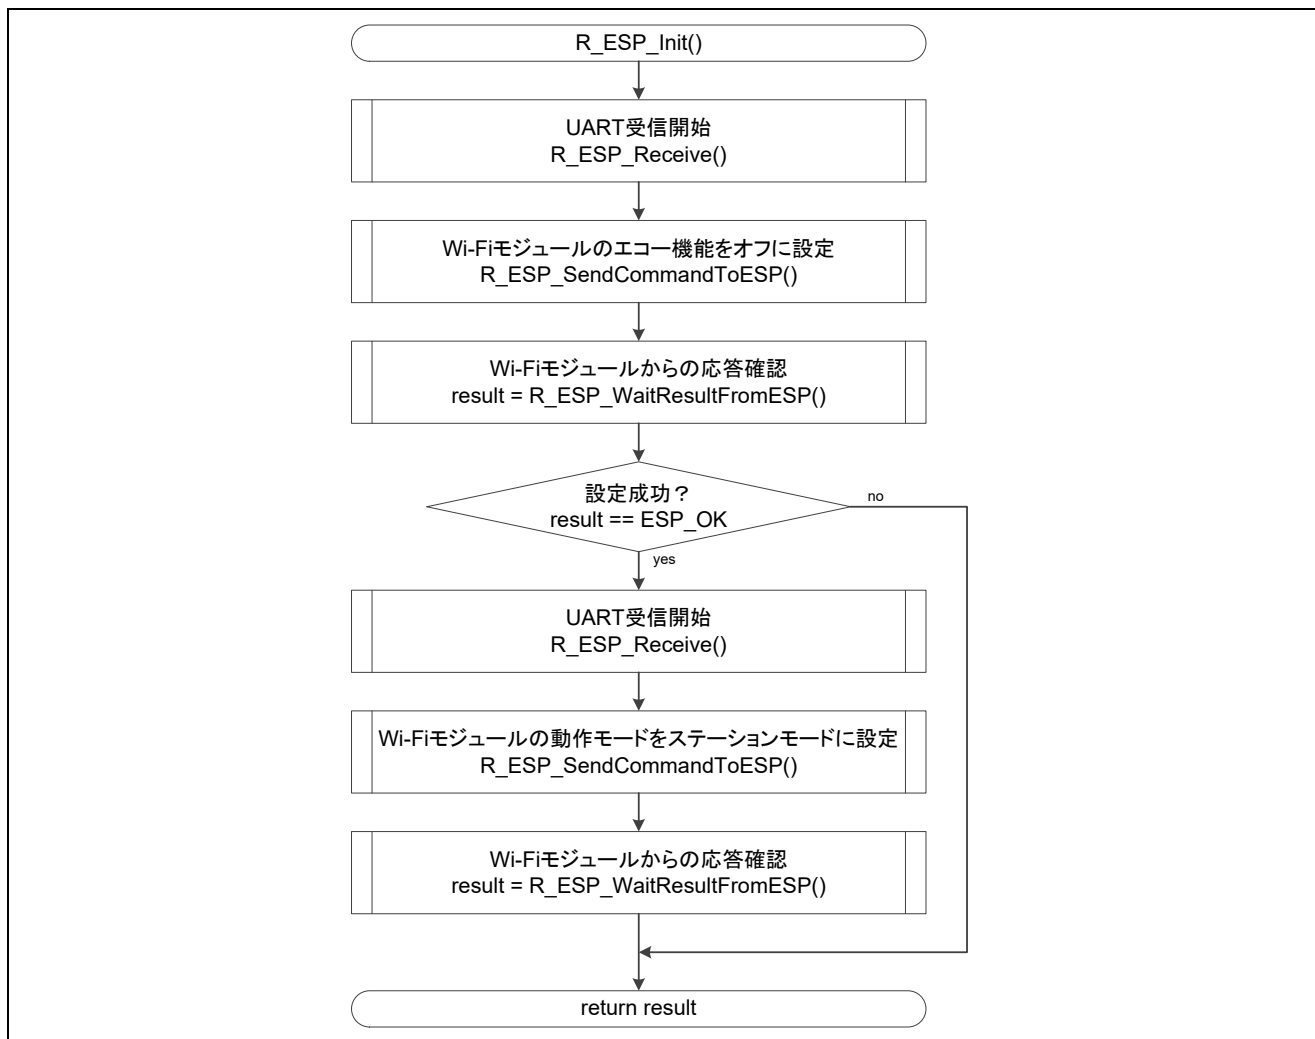 R_ESP_Init()
UART受信開始
R_ESP_Receive()
Wi-Fiモジュールのエコー機能をオフに設定
R_ESP_SendCommandToESP()
Wi-Fiモジュールからの応答確認
result = R_ESP_WaitResultFromESP()
設定成功？
result == ESP_OK
no
yes
UART受信開始
R_ESP_Receive()
Wi-Fiモジュールの動作モードをステーションモードに設定
R_ESP_SendCommandToESP()
Wi-Fiモジュールからの応答確認
result = R_ESP_WaitResultFromESP()
return result